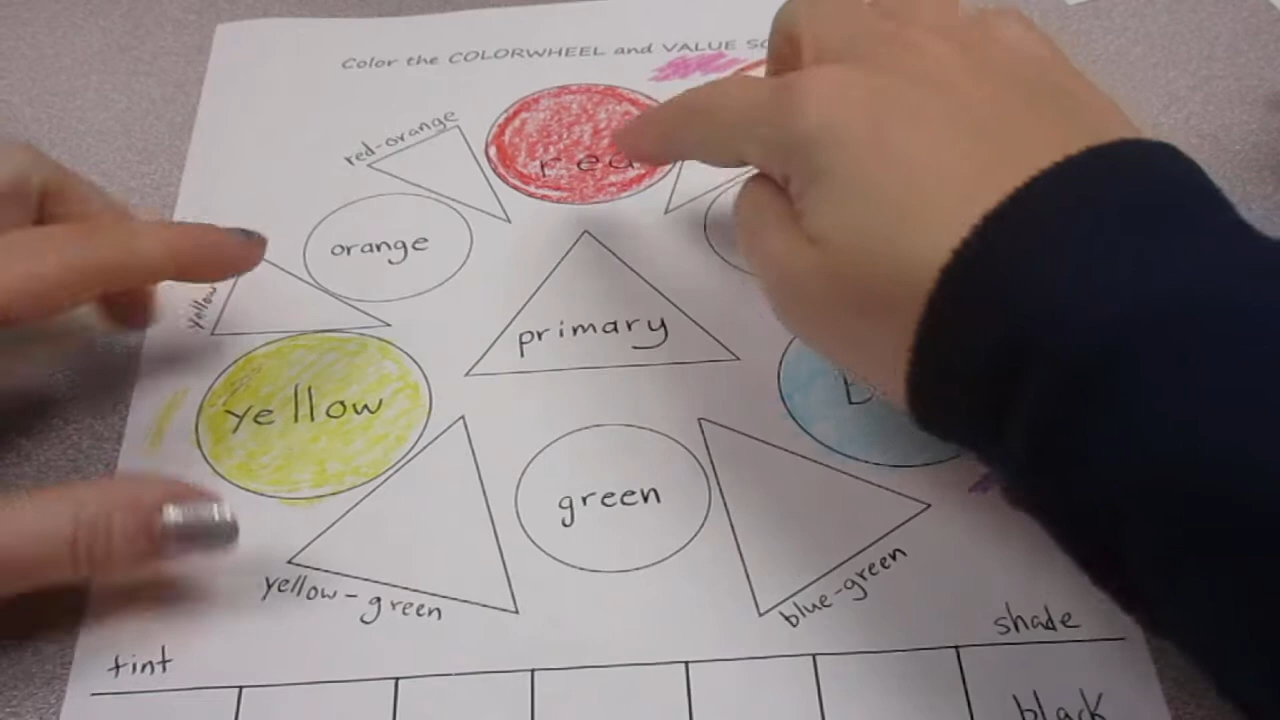 Color the COLORWHEEL and VALUE
red-orange
red
orange
yellow
primary
yellow
green
yellow-green
blue-green
shade
tint
black